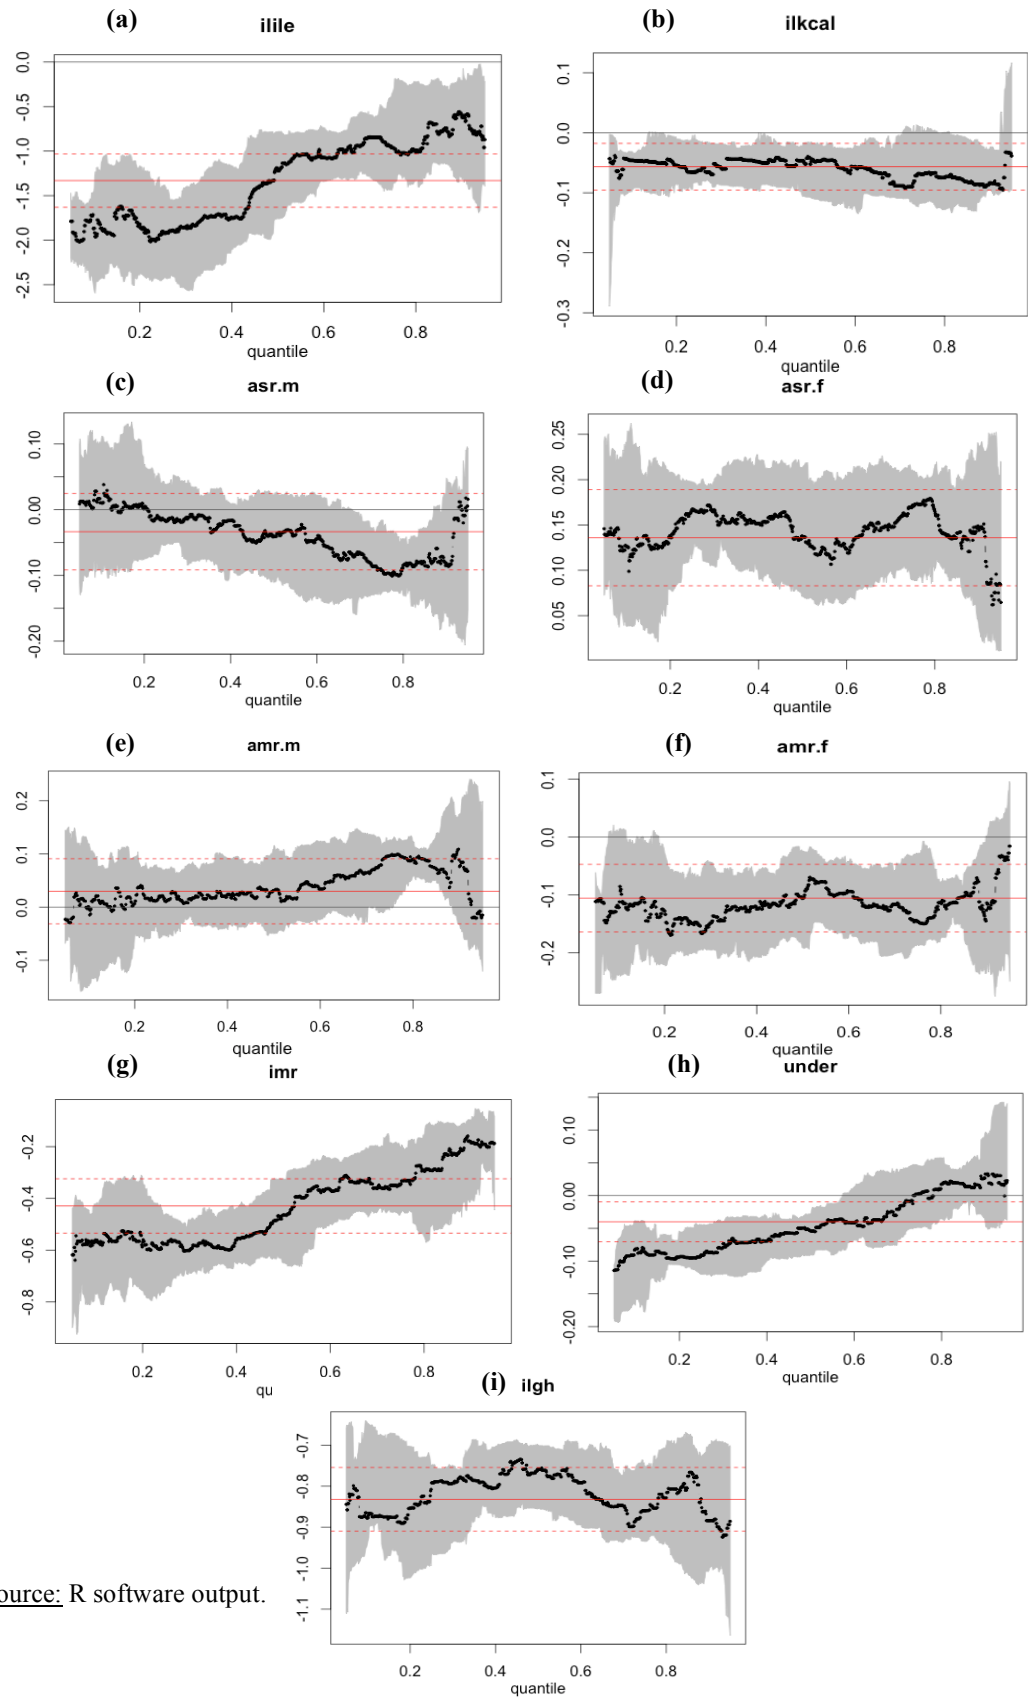 (a)
ilile
0.0
-0.5
-1.0
-1.5
-2.0
-2.5
0.2 0.4 0.6 0.8
quantile
(b)
ilkcal
0.1
0.0
-0.1
-0.2
-0.3
0.2 0.4 0.6 0.8
quantile
(c)
asr.m
0.10
0.00
-0.10
-0.20
0.2 0.4 0.6 0.8
quantile
(d)
asr.f
0.25
0.20
0.15
0.10
0.05
0.2 0.4 0.6 0.8
quantile
(e)
amr.m
0.2
0.1
0.0
-0.1
0.2 0.4 0.6 0.8
quantile
(f)
amr.f
0.1
0.0
-0.1
-0.2
0.2 0.4 0.6 0.8
quantile
(g)
imr
-0.2
-0.4
-0.6
-0.8
0.2 0.4 0.6 0.8
qu
(h)
under
0.10
0.00
-0.10
-0.20
0.2 0.4 0.6 0.8
quantile
(i) ilgh
-0.7
-0.8
-0.9
-1.0
-1.1
0.2 0.4 0.6 0.8
quantile
ource: R software output.